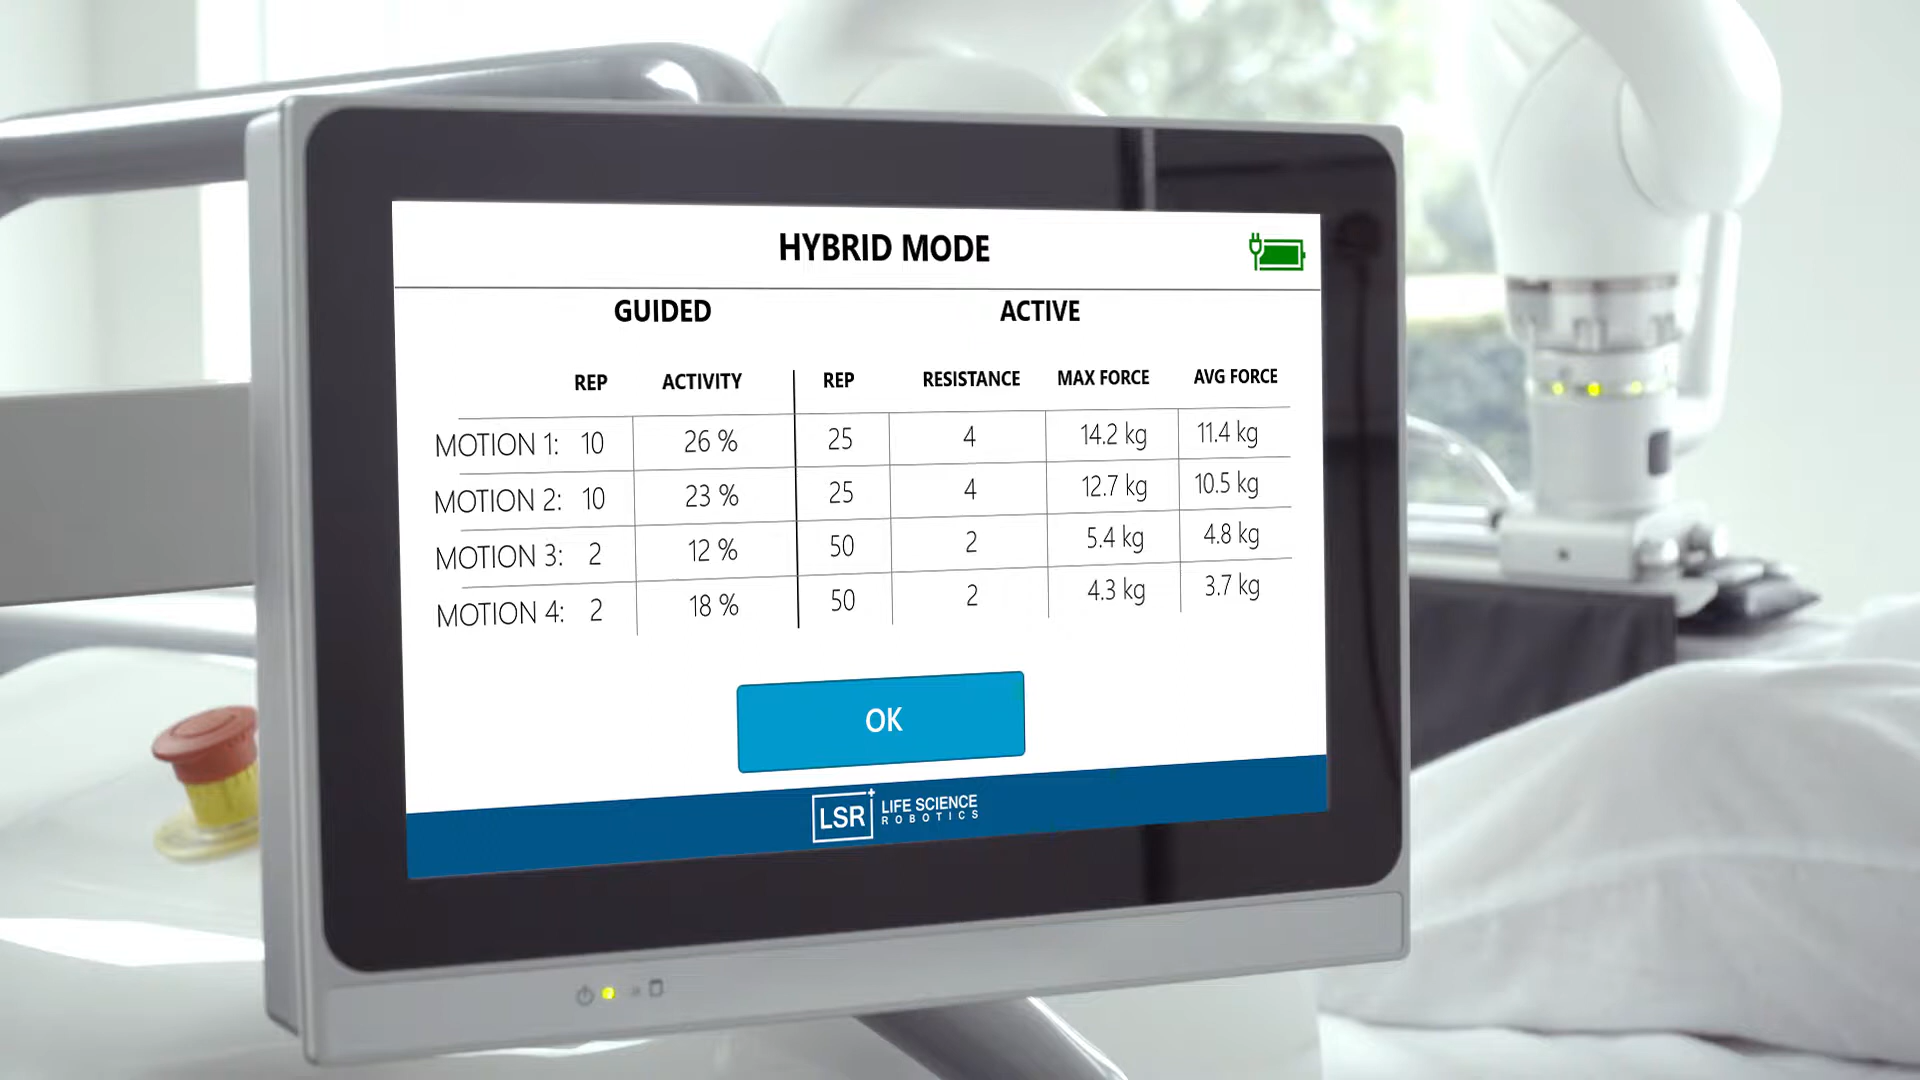 HYBRID MODE
GUIDED ACTIVE
REP ACTIVITY REP RESISTANCE MAX FORCE AVG FORCE
MOTION 1: 10 26 % 25 4 14.2 kg 11.4 kg
MOTION 2: 10 23 % 25 4 12.7 kg 10.5 kg
MOTION 3: 2 12 % 50 2 5.4 kg 4.8 kg
MOTION 4: 2 18 % 50 2 4.3 kg 3.7 kg
OK
LSR LIFE SCIENCE
ROBOTICS